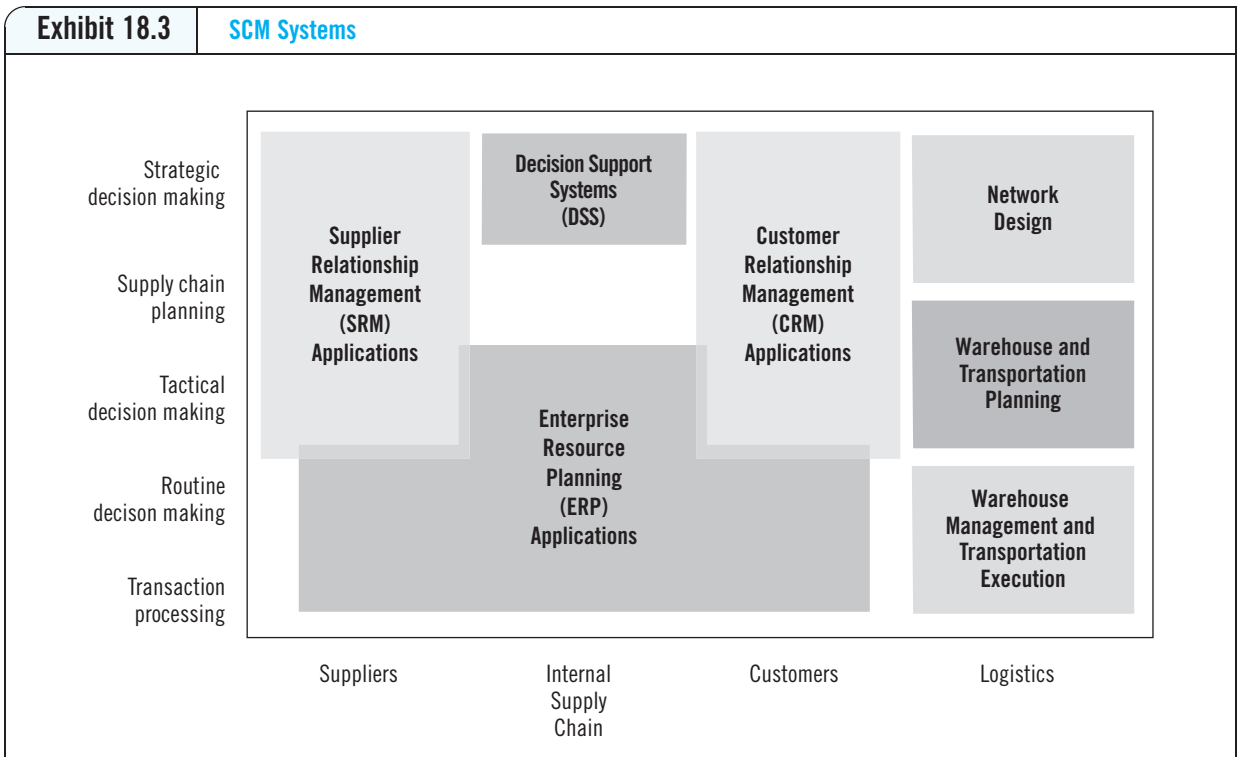 Exhibit 18.3
SCM Systems
Strategic
decision making
Supply chain
planning
Tactical
decision making
Routine
decison making
Transaction
processing
Supplier
Relationship
Management
(SRM)
Applications
Decision Support
Systems
(DSS)
Enterprise
Resource
Planning
(ERP)
Applications
Customer
Relationship
Management
(CRM)
Applications
Network
Design
Warehouse and
Transportation
Planning
Warehouse
Management and
Transportation
Execution
Suppliers
Internal
Supply
Chain
Customers
Logistics